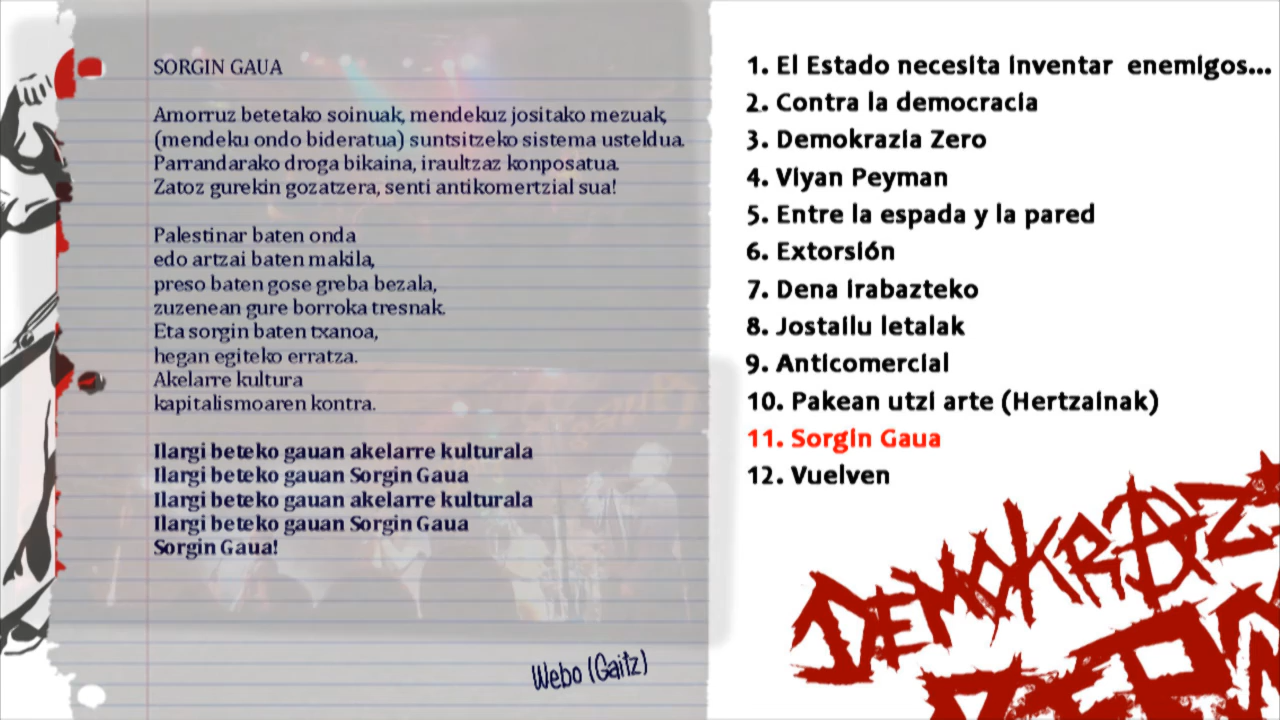 SORGIN GAUA
Amorruz betetako soinuak, mendekuz jositako mezuak,
(mendeku ondo bideratua) suntsitzeko sistema usteldua.
Parrandarako droga bikaina, iraultzaz konposatua.
Zatoz gurekin gozatzera, senti antikomertzial sua!
Palestinar baten onda
edo artzai baten makila,
preso baten gose greba bezala,
zuzenean gure borroka tresnak.
Eta sorgin baten txanoa,
hegan egiteko erratza.
Akelarre kultura
kapitalismoaren kontra.
Ilargi beteko gauan akelarre kulturala
Ilargi beteko gauan Sorgin Gaua
Ilargi beteko gauan akelarre kulturala
Ilargi beteko gauan Sorgin Gaua
Sorgin Gaua!
Webo (Gaitz)
1. El Estado necesita inventar enemigos...
2. Contra la democracia
3. Demokrazia Zero
4. Viyan Peyman
5. Entre la espada y la pared
6. Extorsión
7. Dena irabazteko
8. Jostailu letalak
9. Anticomercial
10. Pakean utzi arte (Hertzainak)
11. Sorgin Gaua
12. Vuelven
DEMOKRAZ